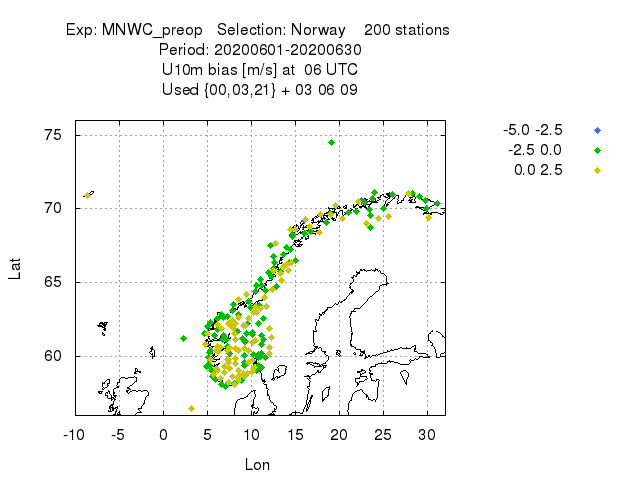 Exp: MNWC_preop   Selection: Norway    200 stations
Period: 20200601-20200630
U10m bias [m/s] at  06 UTC
Used {00,03,21} + 03 06 09
-5.0 -2.5
-2.5 0.0
0.0 2.5
75
70
65
60
Lat
-10 -5 0 5 10 15 20 25 30
Lon